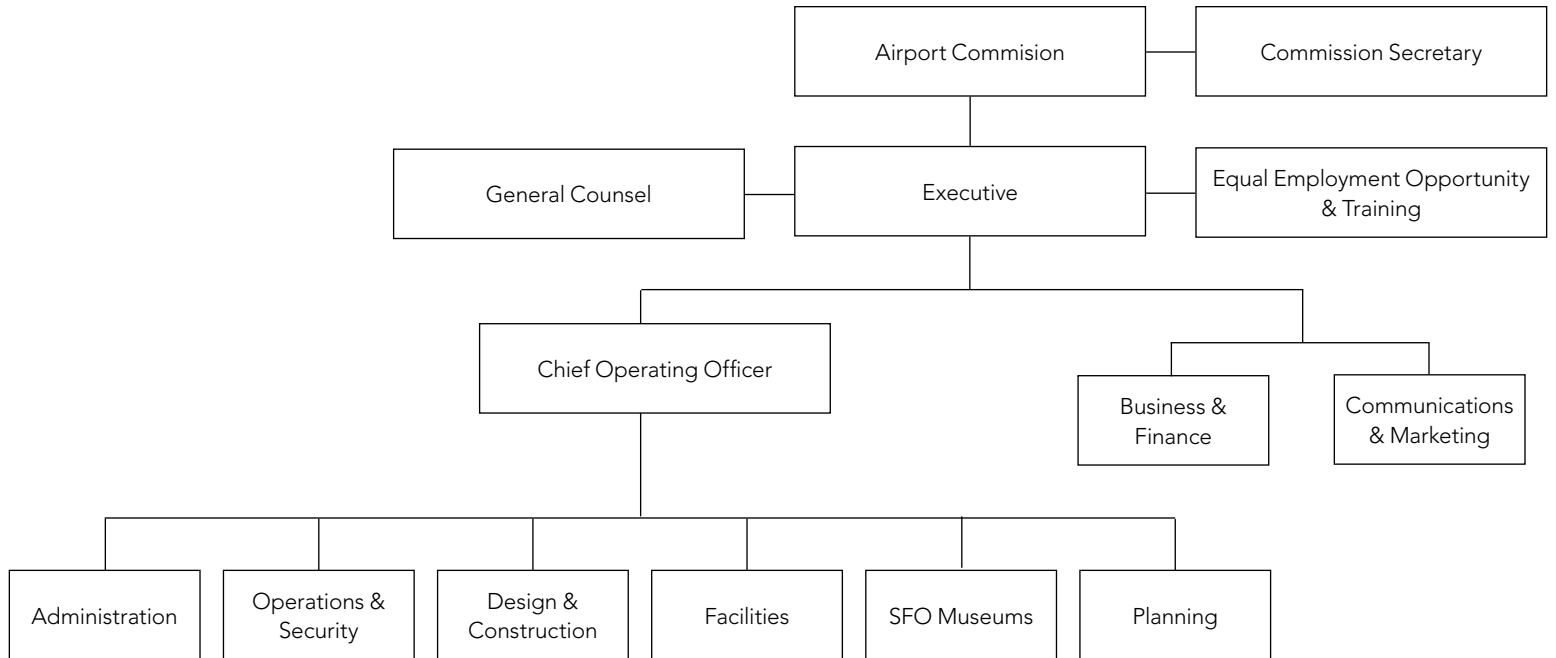 Airport Commision
Commission Secretary
General Counsel
Executive
Equal Employment Opportunity
& Training
Chief Operating Officer
Business &
Finance
Communications
& Marketing
Administration
Operations &
Security
Design &
Construction
Facilities
SFO Museums
Planning